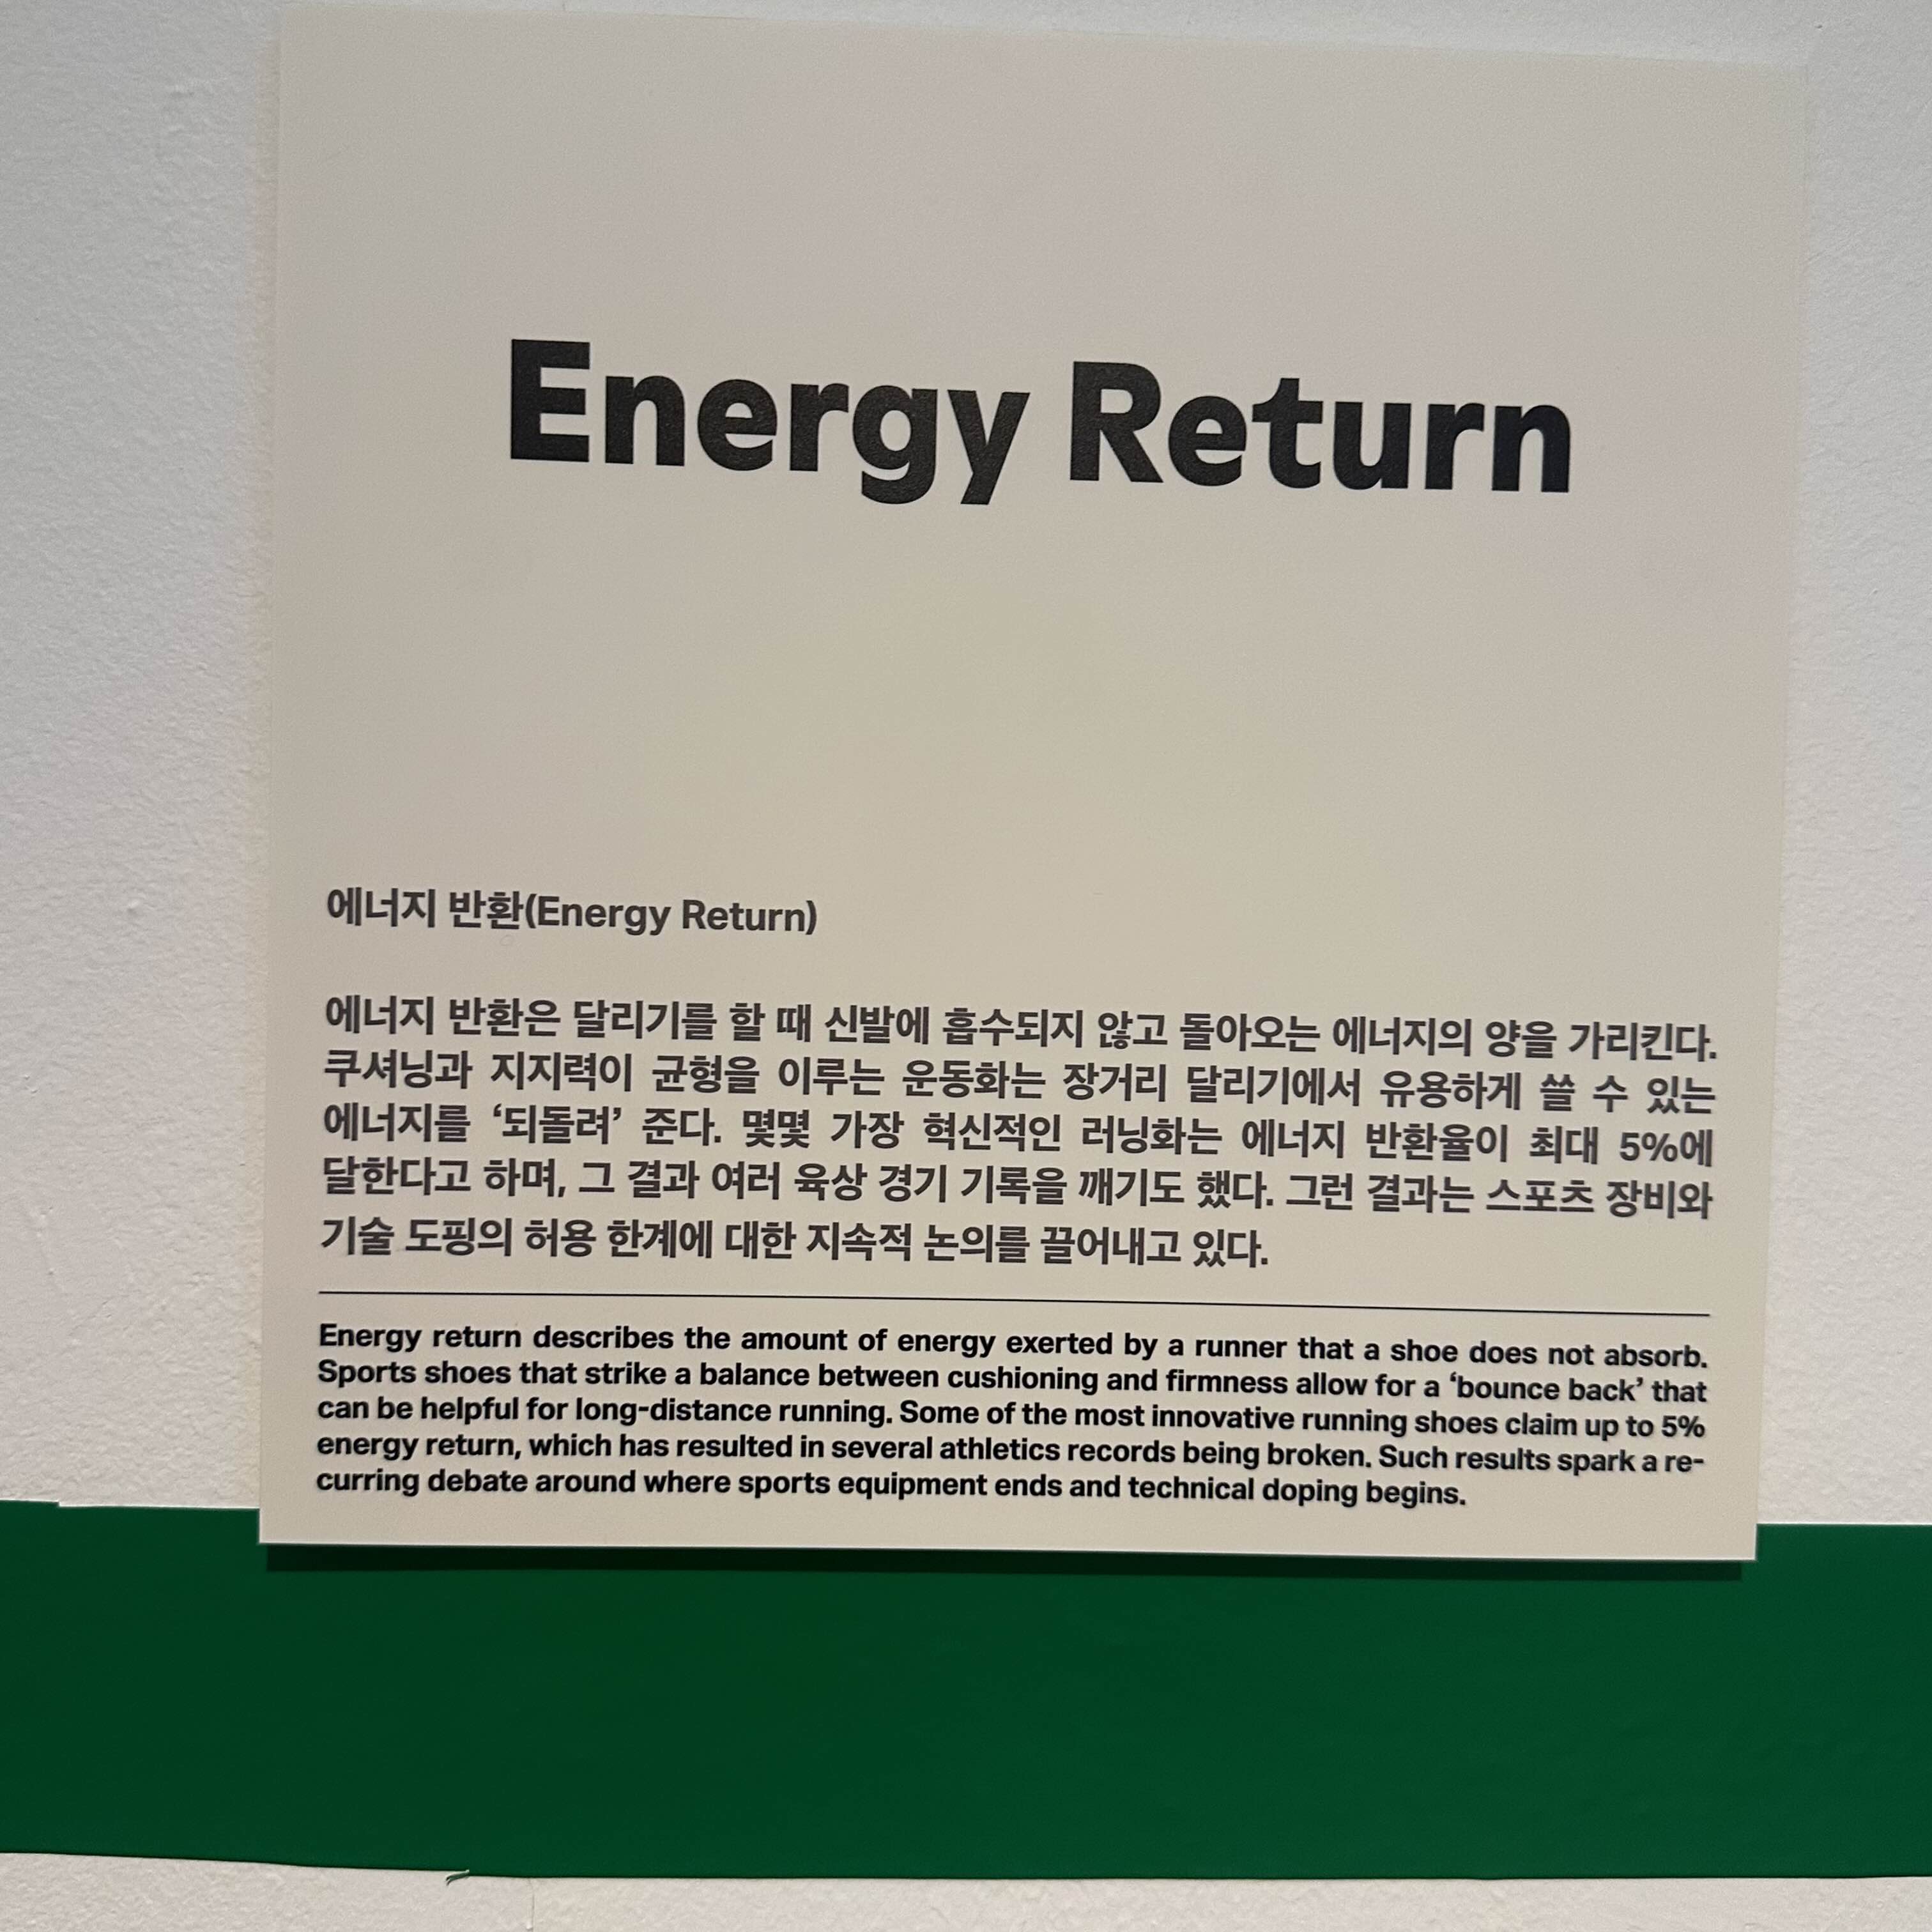 Energy Return
에너지 반환(Energy Return)
에너지 반환은 달리기를 할 때 신발에 흡수되지 않고 돌아오는 에너지의 양을 가리킨다.
쿠셔닝과 지지력이 균형을 이루는 운동화는 장거리 달리기에서 유용하게 쓸 수 있는
에너지를 ‘되돌려’ 준다. 몇몇 가장 혁신적인 러닝화는 에너지 반환율이 최대 5%에
달한다고 하며, 그 결과 여러 육상 경기 기록을 깨기도 했다. 그런 결과는 스포츠 장비와
기술 도핑의 허용 한계에 대한 지속적 논의를 끌어내고 있다.
Energy return describes the amount of energy exerted by a runner that a shoe does not absorb.
Sports shoes that strike a balance between cushioning and firmness allow for a ‘bounce back’ that
can be helpful for long-distance running. Some of the most innovative running shoes claim up to 5%
energy return, which has resulted in several athletics records being broken. Such results spark a re-
curring debate around where sports equipment ends and technical doping begins.